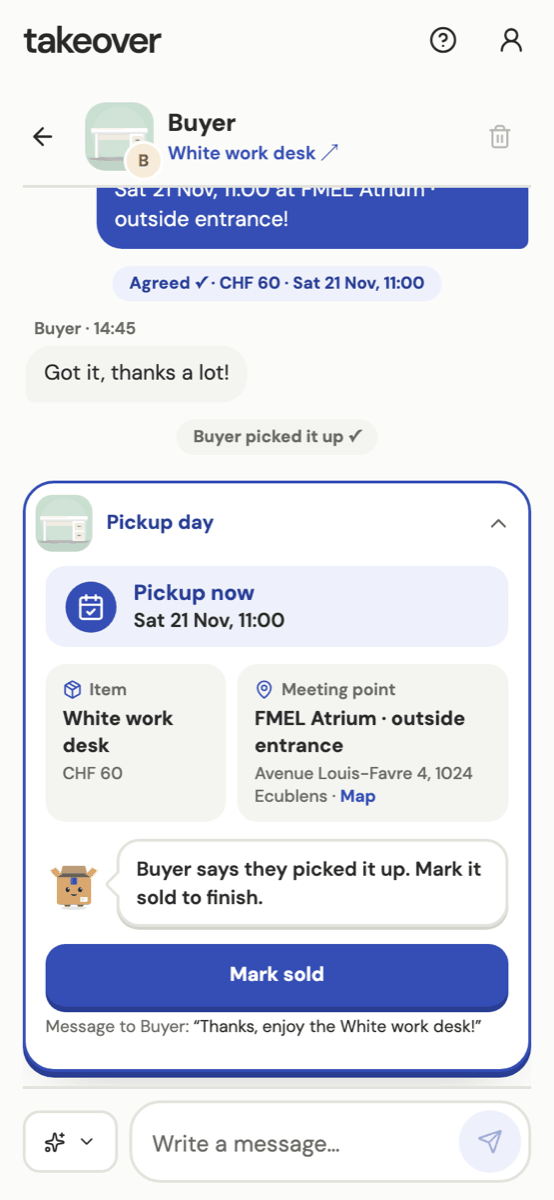 takeover
Buyer
B
White work desk ↗
Sat 21 Nov, 11:00 at FMEL Atrium ·
outside entrance!
Agreed ✓ · CHF 60 · Sat 21 Nov, 11:00
Buyer · 14:45
Got it, thanks a lot!
Buyer picked it up ✓
Pickup day
Pickup now
Sat 21 Nov, 11:00
Item
White work
desk
CHF 60
Meeting point
FMEL Atrium · outside
entrance
Avenue Louis-Favre 4, 1024
Ecublens · Map
Buyer says they picked it up. Mark it
sold to finish.
Mark sold
Message to Buyer: “Thanks, enjoy the White work desk!”
Write a message...